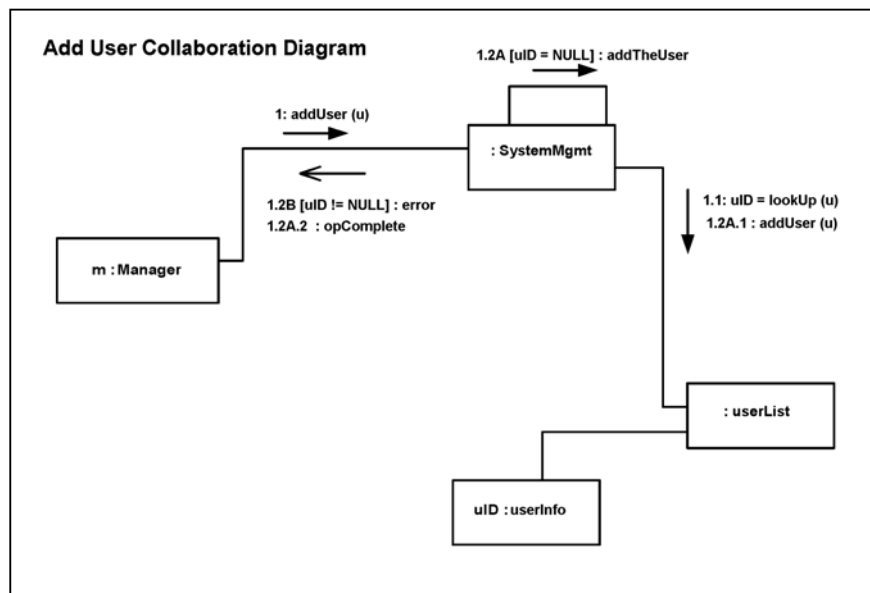 Add User Collaboration Diagram
1.2A [uID = NULL] : addTheUser
1: addUser (u)
: SystemMgmt
1.2B [uID != NULL] : error
1.2A.2 : opComplete
1.1: uID = lookUp (u)
1.2A.1 : addUser (u)
m : Manager
: userList
uID : userInfo